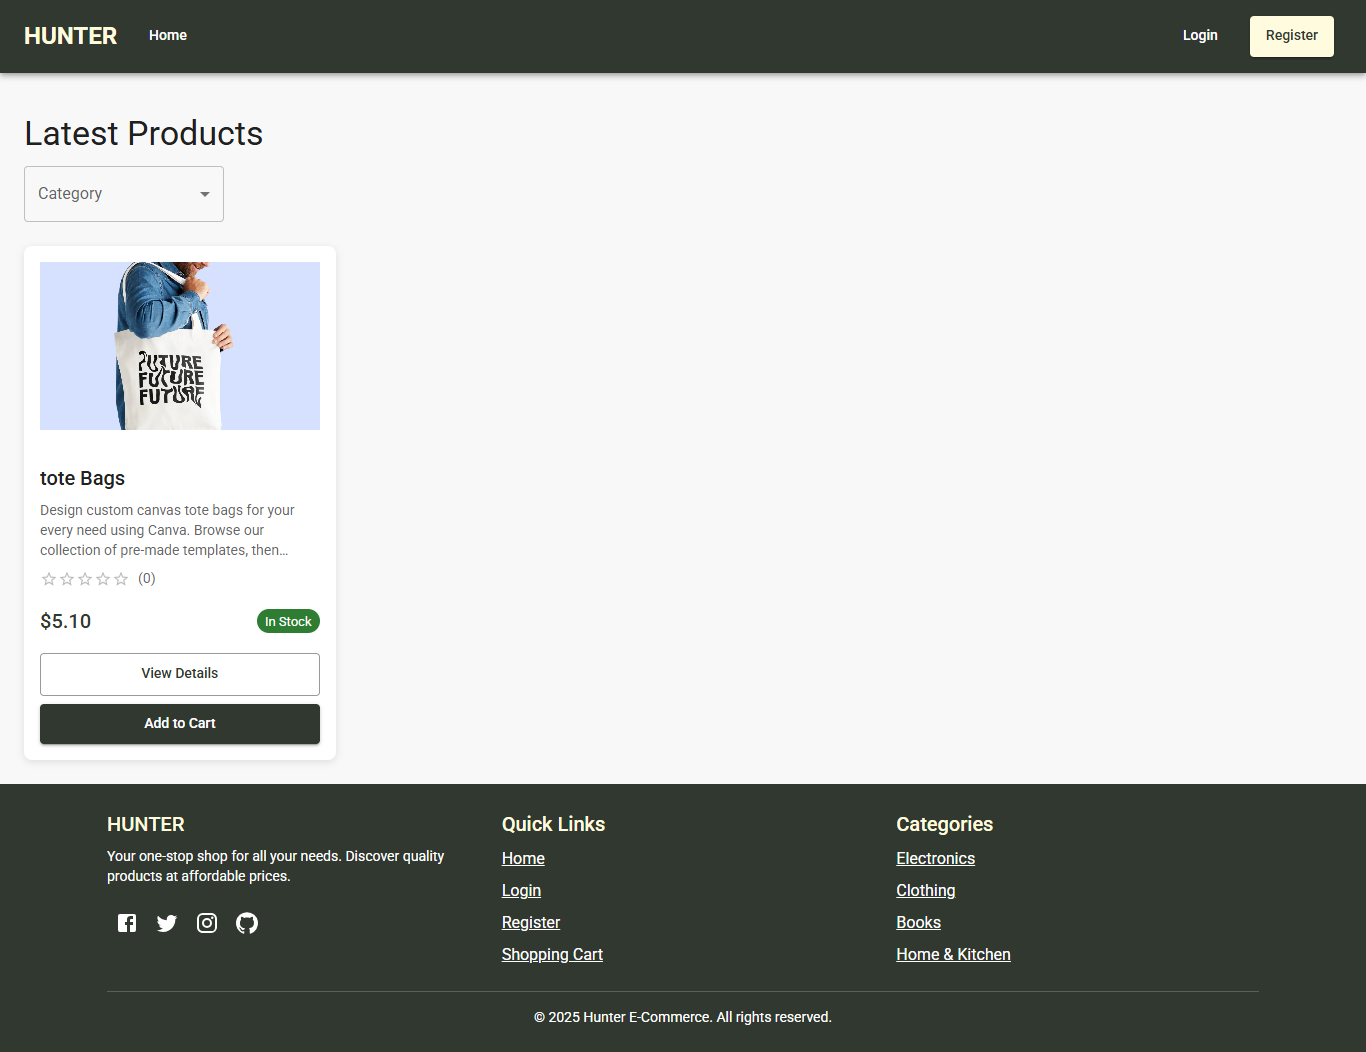 HUNTER
Home
Login
Register
Latest Products
Category
FUTURE
FUTURE
FUTURE
tote Bags
Design custom canvas tote bags for your
every need using Canva. Browse our
collection of pre-made templates, then...
(0)
$5.10
In Stock
View Details
Add to Cart
HUNTER
Your one-stop shop for all your needs. Discover quality
products at affordable prices.
Quick Links
Home
Login
Register
Shopping Cart
Categories
Electronics
Clothing
Books
Home & Kitchen
© 2025 Hunter E-Commerce. All rights reserved.